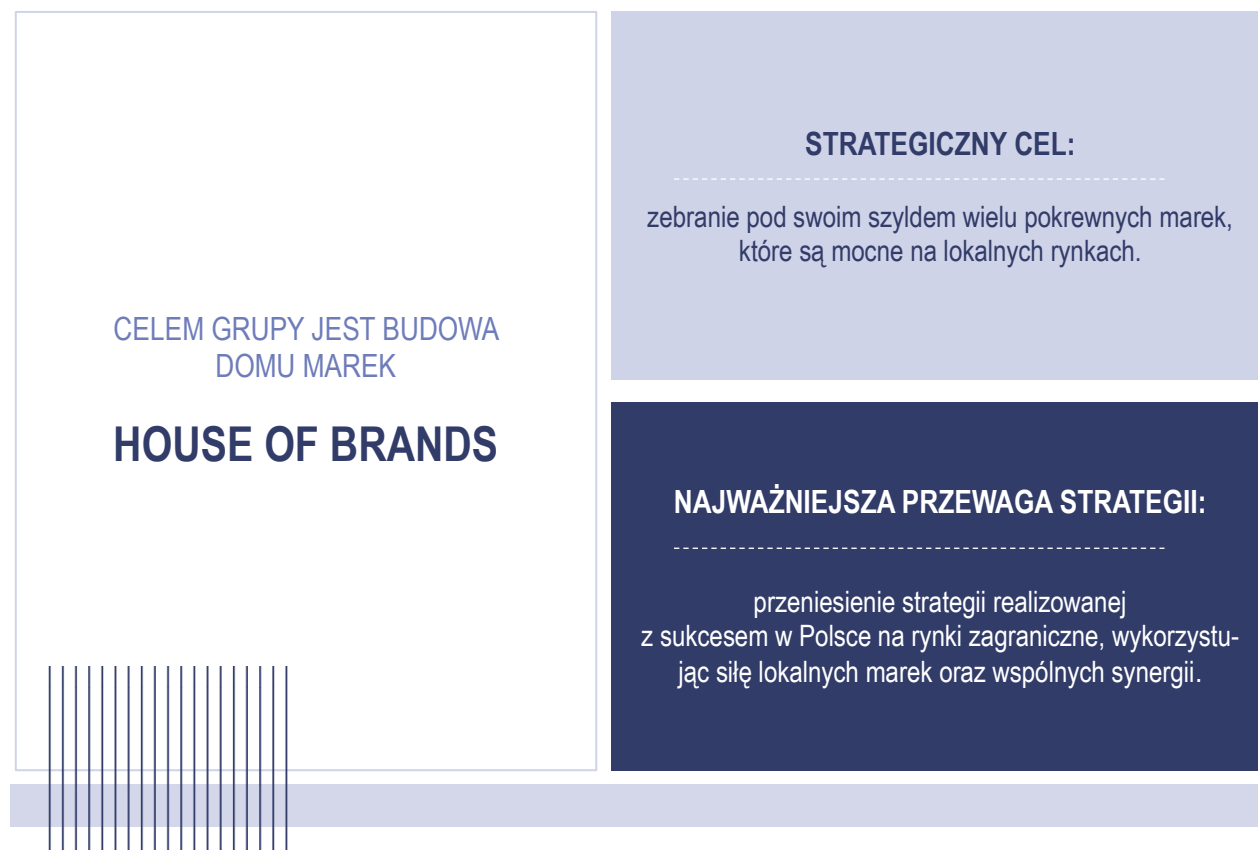 CELEM GRUPY JEST BUDOWA
DOMU MAREK
HOUSE OF BRANDS
STRATEGICZNY CEL:
zebranie pod swoim szyldem wielu pokrewnych marek,
które są mocne na lokalnych rynkach.
NAJWAŻNIEJSZA PRZEWAGA STRATEGII:
przeniesienie strategii realizowanej
z sukcesem w Polsce na rynki zagraniczne, wykorzystu-
jąc siłę lokalnych marek oraz wspólnych synergii.